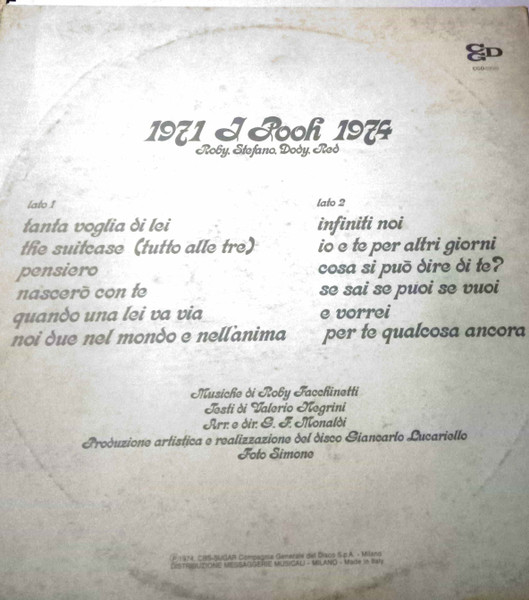 CGD
1971 I Pooh 1974
Roby, Stefano, Dody, Red
lato 1
tanta voglia di lei
the suitcase (tutto alle tre)
pensiero
nascerò con te
quando una lei va via
noi due nel mondo e nell'anima
lato 2
infiniti noi
io e te per altri giorni
cosa si può dire di te?
se sai se puoi se vuoi
e vorrei
per te qualcosa ancora
Musiche di Roby Facchinetti
Testi di Valerio Negrini
Arr. e dir. G. F. Monaldi
Produzione artistica e realizzazione del disco Giancarlo Lucariello
Foto Simone
℗ 1974, CBS-SUGAR Compagnia Generale del Disco S.p.A. - Milano
DISTRIBUZIONE MESSAGGERIE MUSICALI - MILANO - Made in Italy